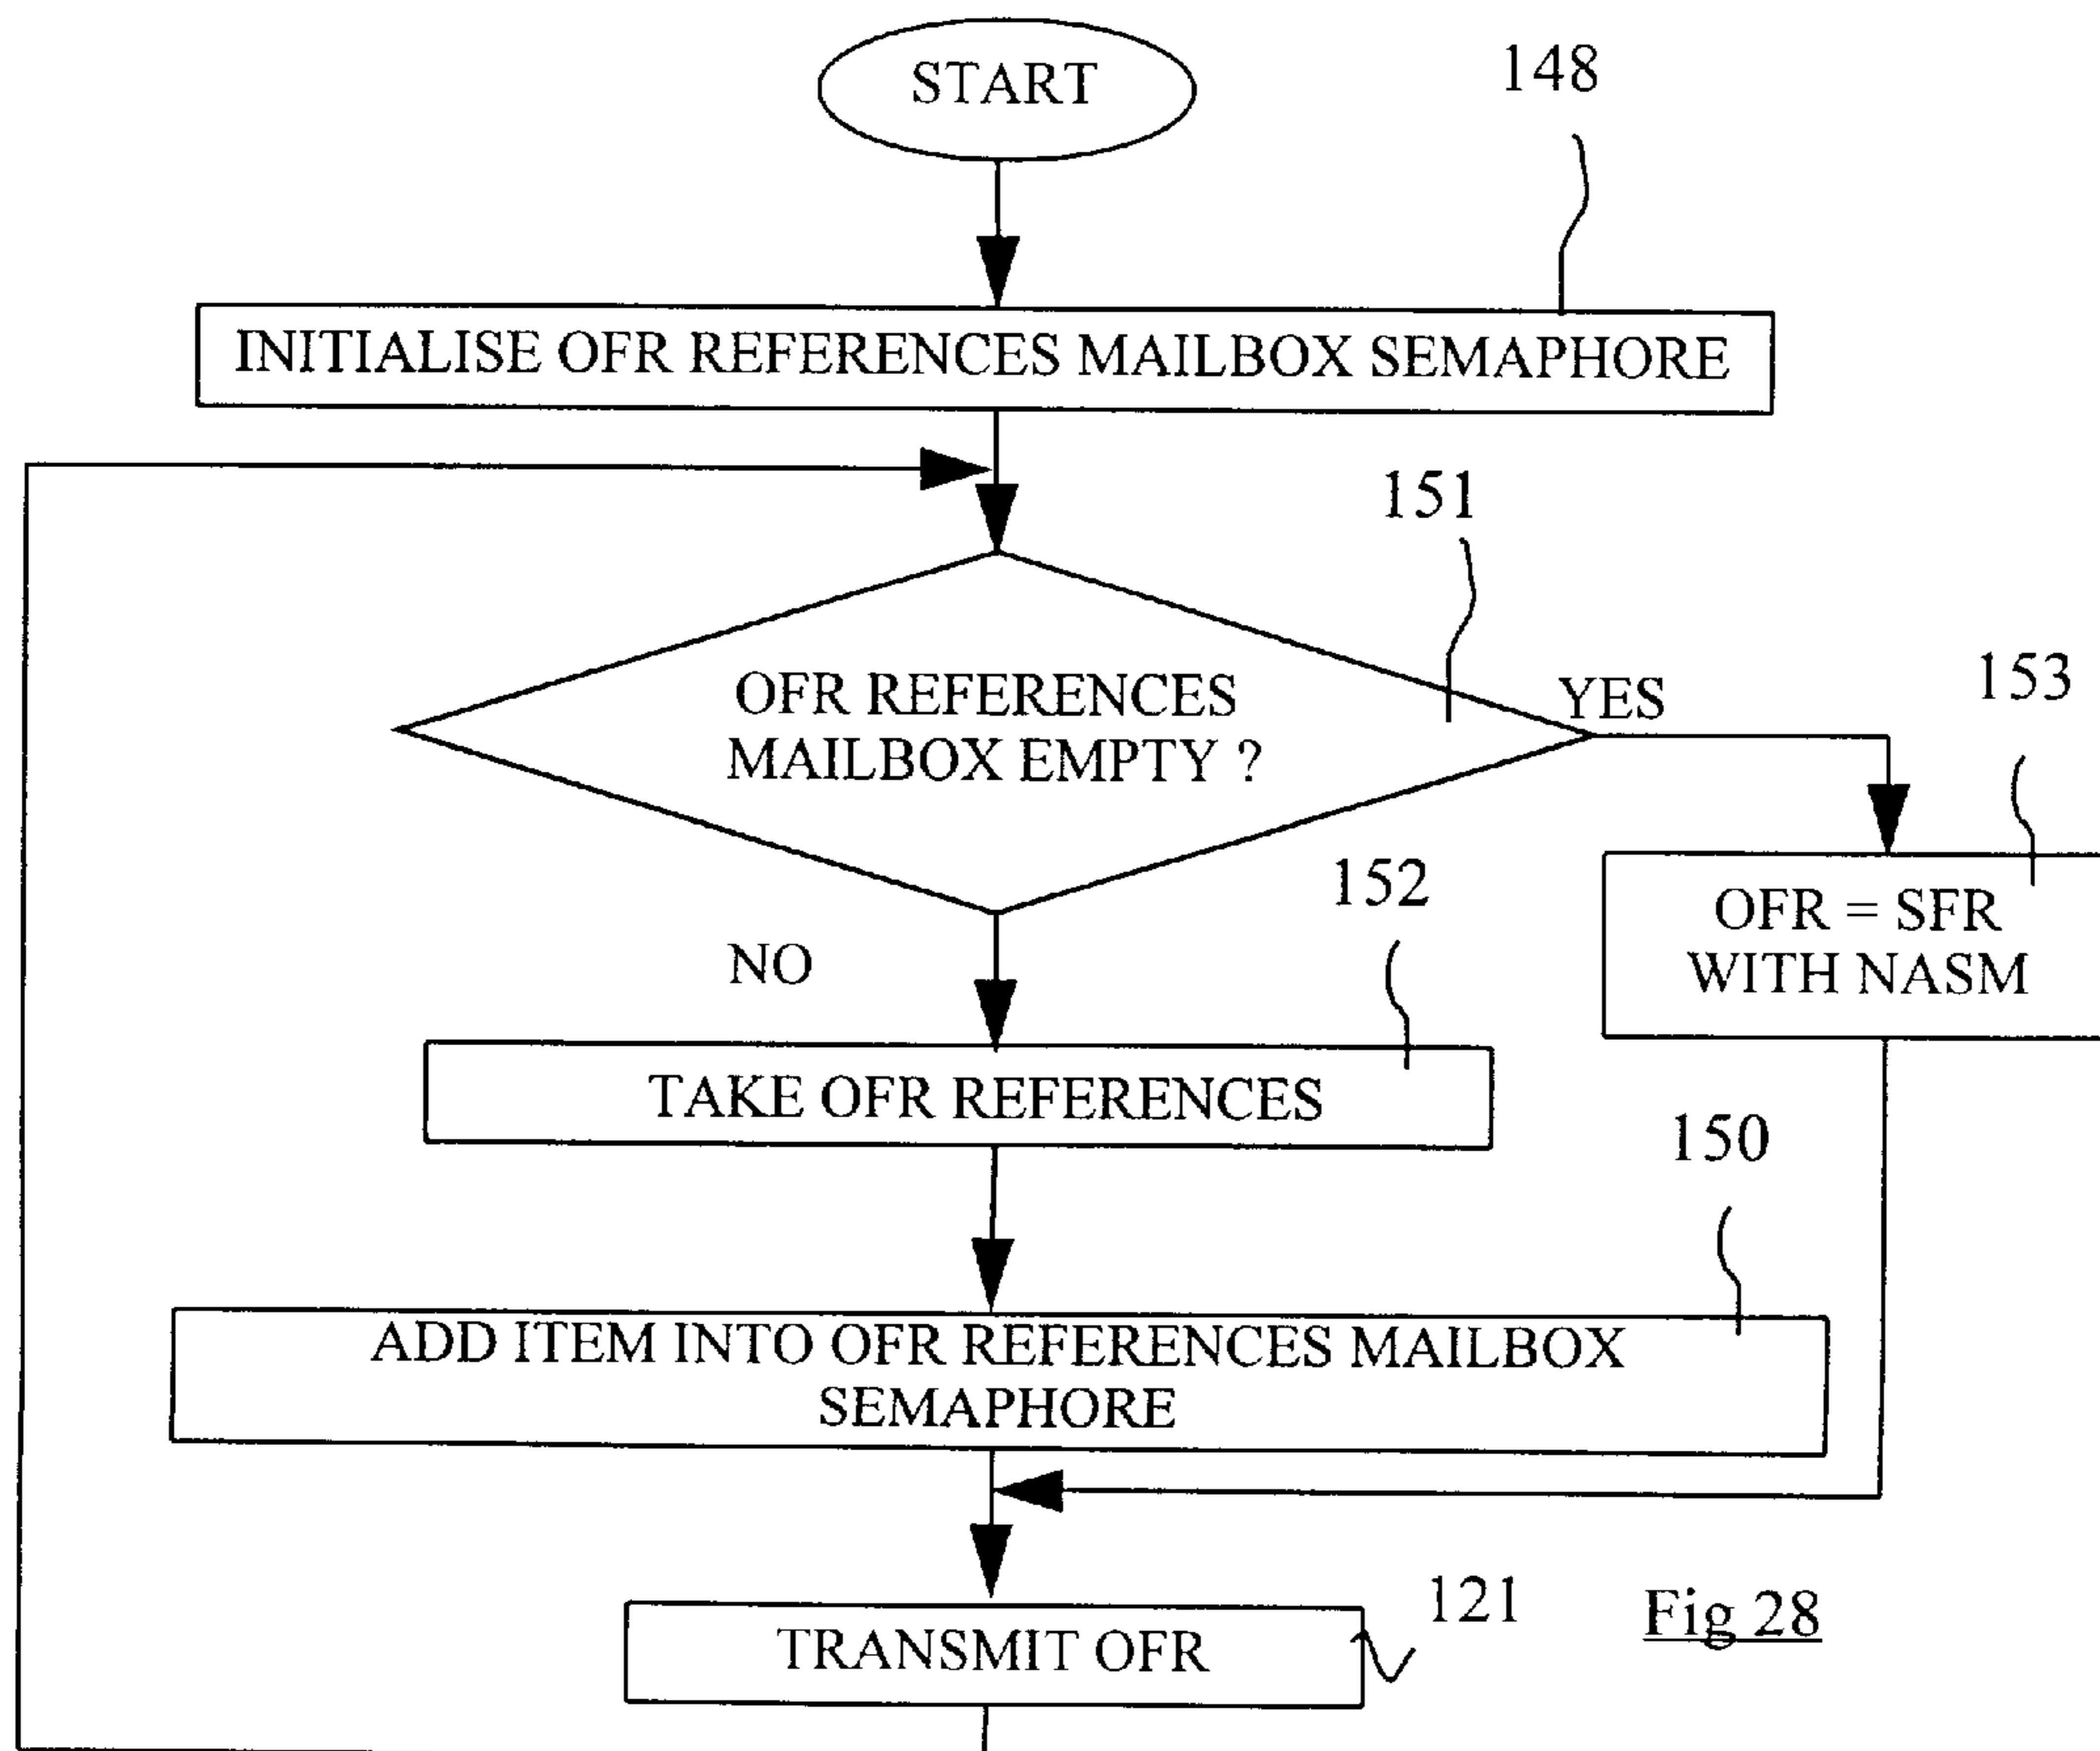 START
148
INITIALISE OFR REFERENCES MAILBOX SEMAPHORE
151
OFR REFERENCES
MAILBOX EMPTY ?
YES
153
OFR = SFR
WITH NASM
152
NO
TAKE OFR REFERENCES
150
ADD ITEM INTO OFR REFERENCES MAILBOX
SEMAPHORE
121
TRANSMIT OFR
Fig 28